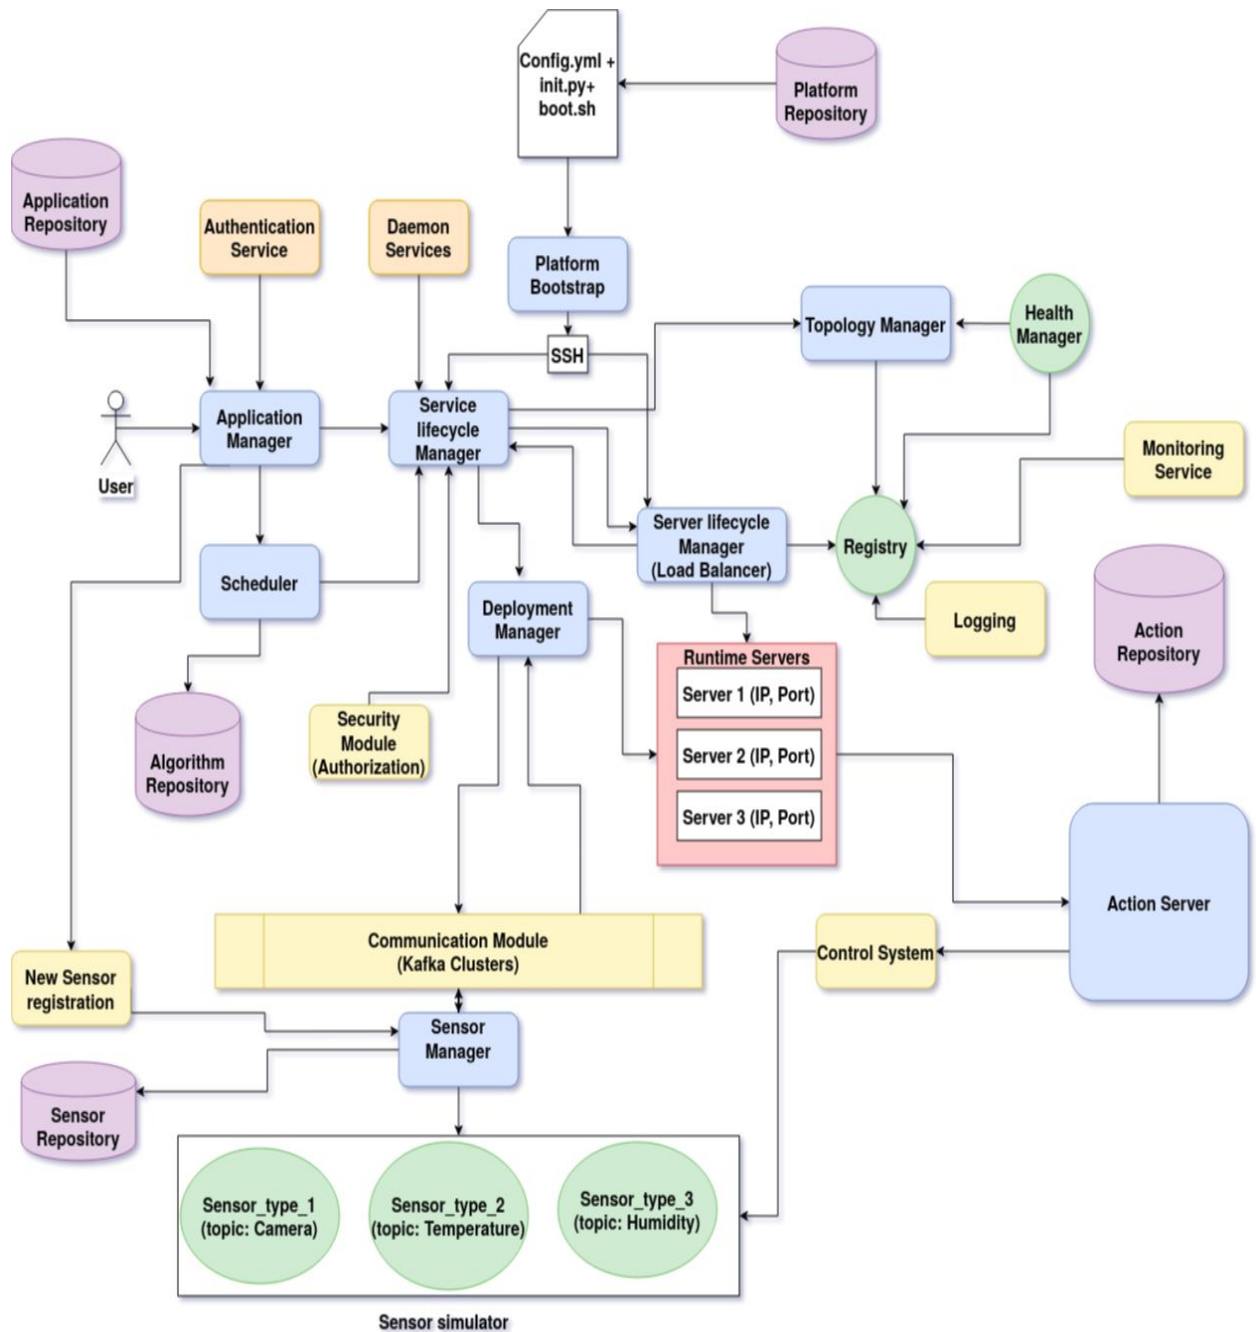 Config.yml +
init.py+
boot.sh
Platform
Repository
Application
Repository
Authentication
Service
Daemon
Services
Platform
Bootstrap
SSH
Topology Manager
Health
Manager
User
Application
Manager
Service
lifecycle
Manager
Monitoring
Service
Server lifecycle
Manager
(Load Balancer)
Registry
Scheduler
Deployment
Manager
Logging
Action
Repository
Runtime Servers
Server 1 (IP, Port)
Server 2 (IP, Port)
Server 3 (IP, Port)
Security
Module
(Authorization)
Algorithm
Repository
Action Server
Communication Module
(Kafka Clusters)
Control System
New Sensor
registration
Sensor
Manager
Sensor
Repository
Sensor_type_1
(topic: Camera)
Sensor_type_2
(topic: Temperature)
Sensor_type_3
(topic: Humidity)
Sensor simulator